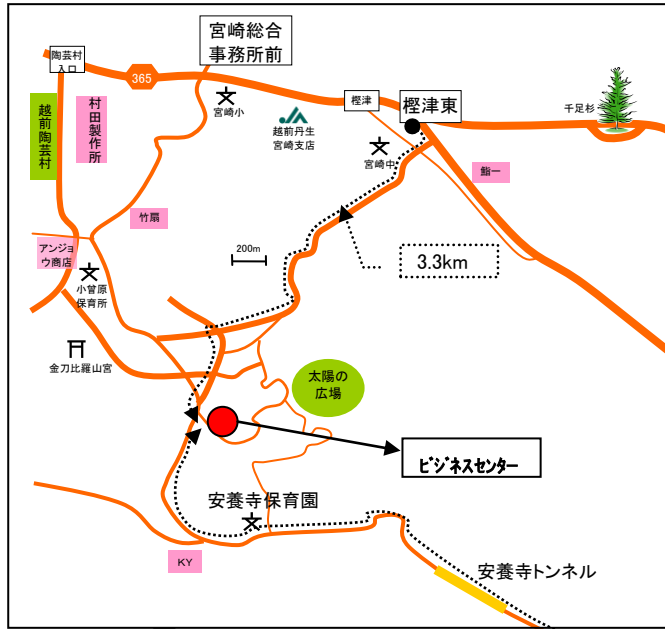 宮崎総合
事務所前
陶芸村
入口
365
樫津
樫津東
千足杉
越前陶芸村
村田製作所
宮崎小
越前丹生
宮崎支店
宮崎中
鮨一
竹扇
アンジョ
ウ商店
200m
3.3km
小曽原
保育所
金刀比羅山宮
太陽の
広場
ビジネスセンター
安養寺保育園
KY
安養寺トンネル